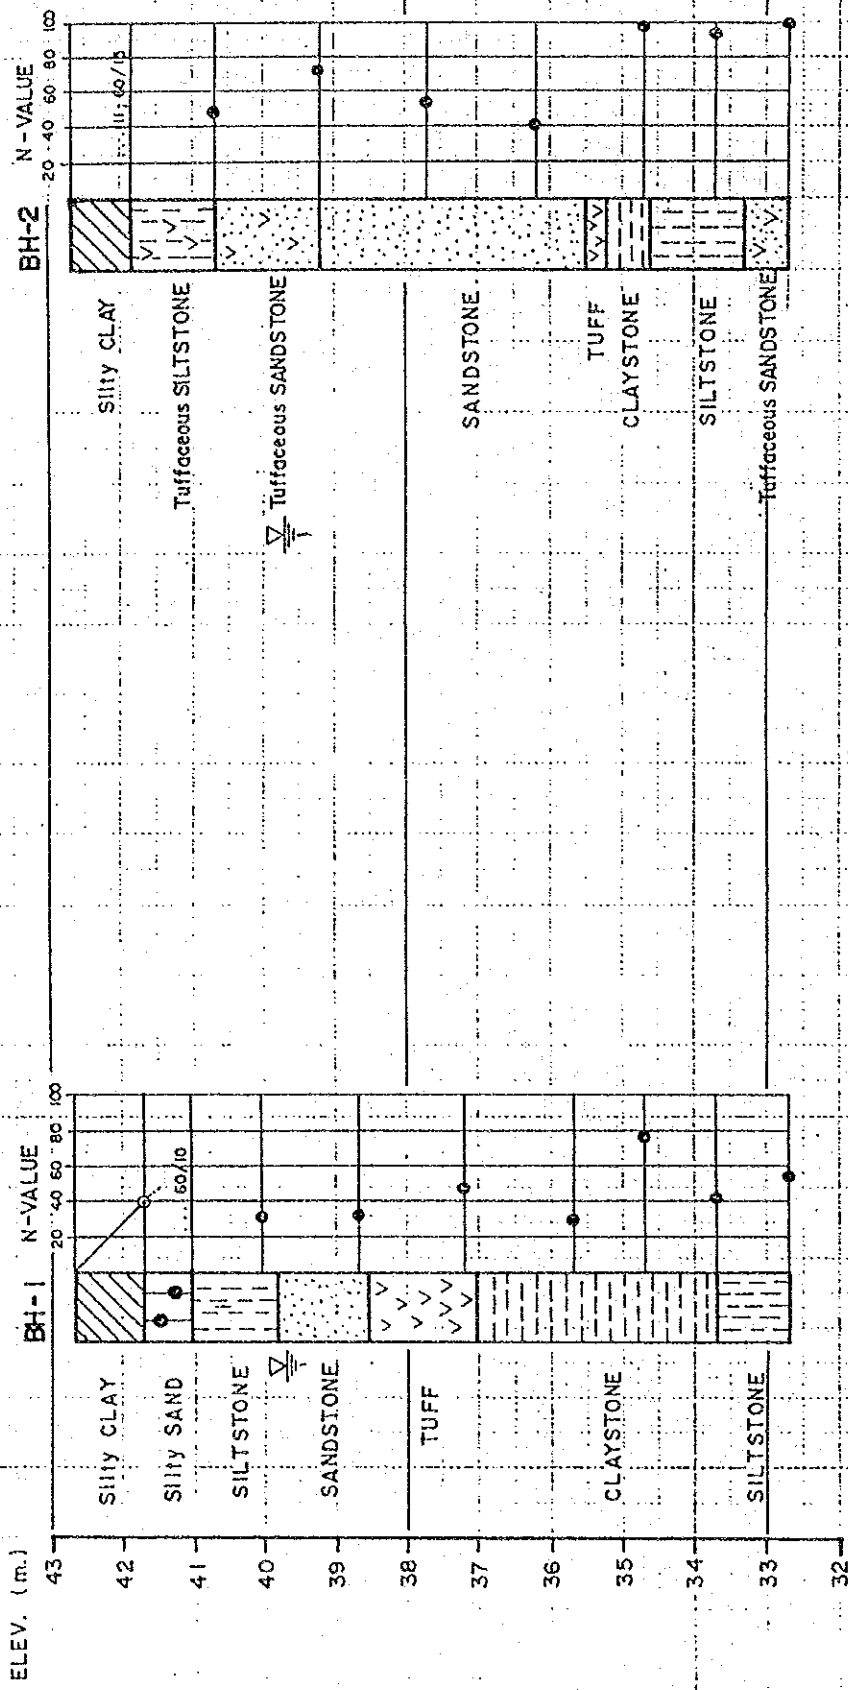 ELEV. (m.)
43
42
41
40
39
38
37
36
35
34
33
32
BH-1
N-VALUE
20 40 60 80 100
60/10
Silty CLAY
Silty SAND
SILTSTONE
SANDSTONE
TUFF
CLAYSTONE
SILTSTONE
BH-2
N-VALUE
20 40 60 80 100
Silty CLAY
Tuffaceous SILTSTONE
Tuffaceous SANDSTONE
SANDSTONE
TUFF
CLAYSTONE
SILTSTONE
Tuffaceous SANDSTONE